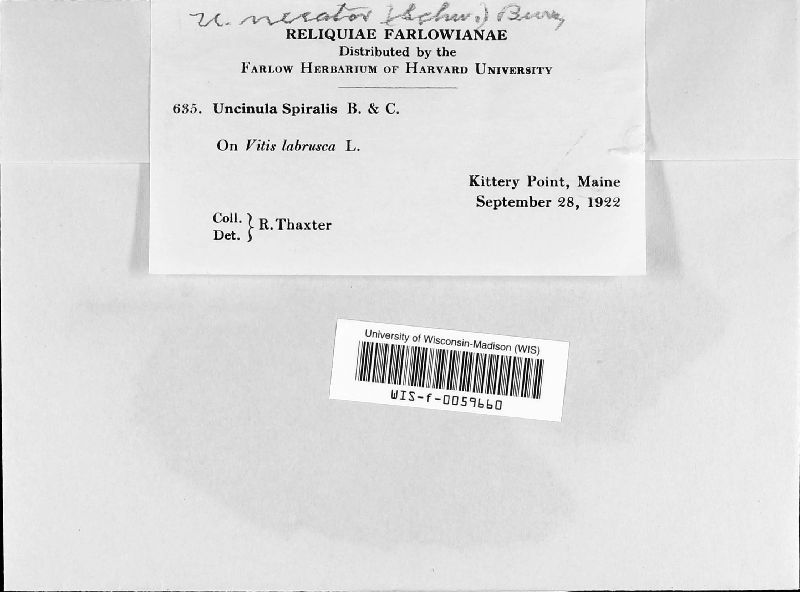 U. necator (Schw.) Burr.
RELIQUIAE FARLOWIANAE
Distributed by the
FARLOW HERBARIUM OF HARVARD UNIVERSITY
635. Uncinula Spiralis B. & C.
On Vitis labrusca L.
Kittery Point, Maine
September 28, 1922
Coll. } R. Thaxter
Det.
University of Wisconsin-Madison (WIS)
WIS-f-0059660